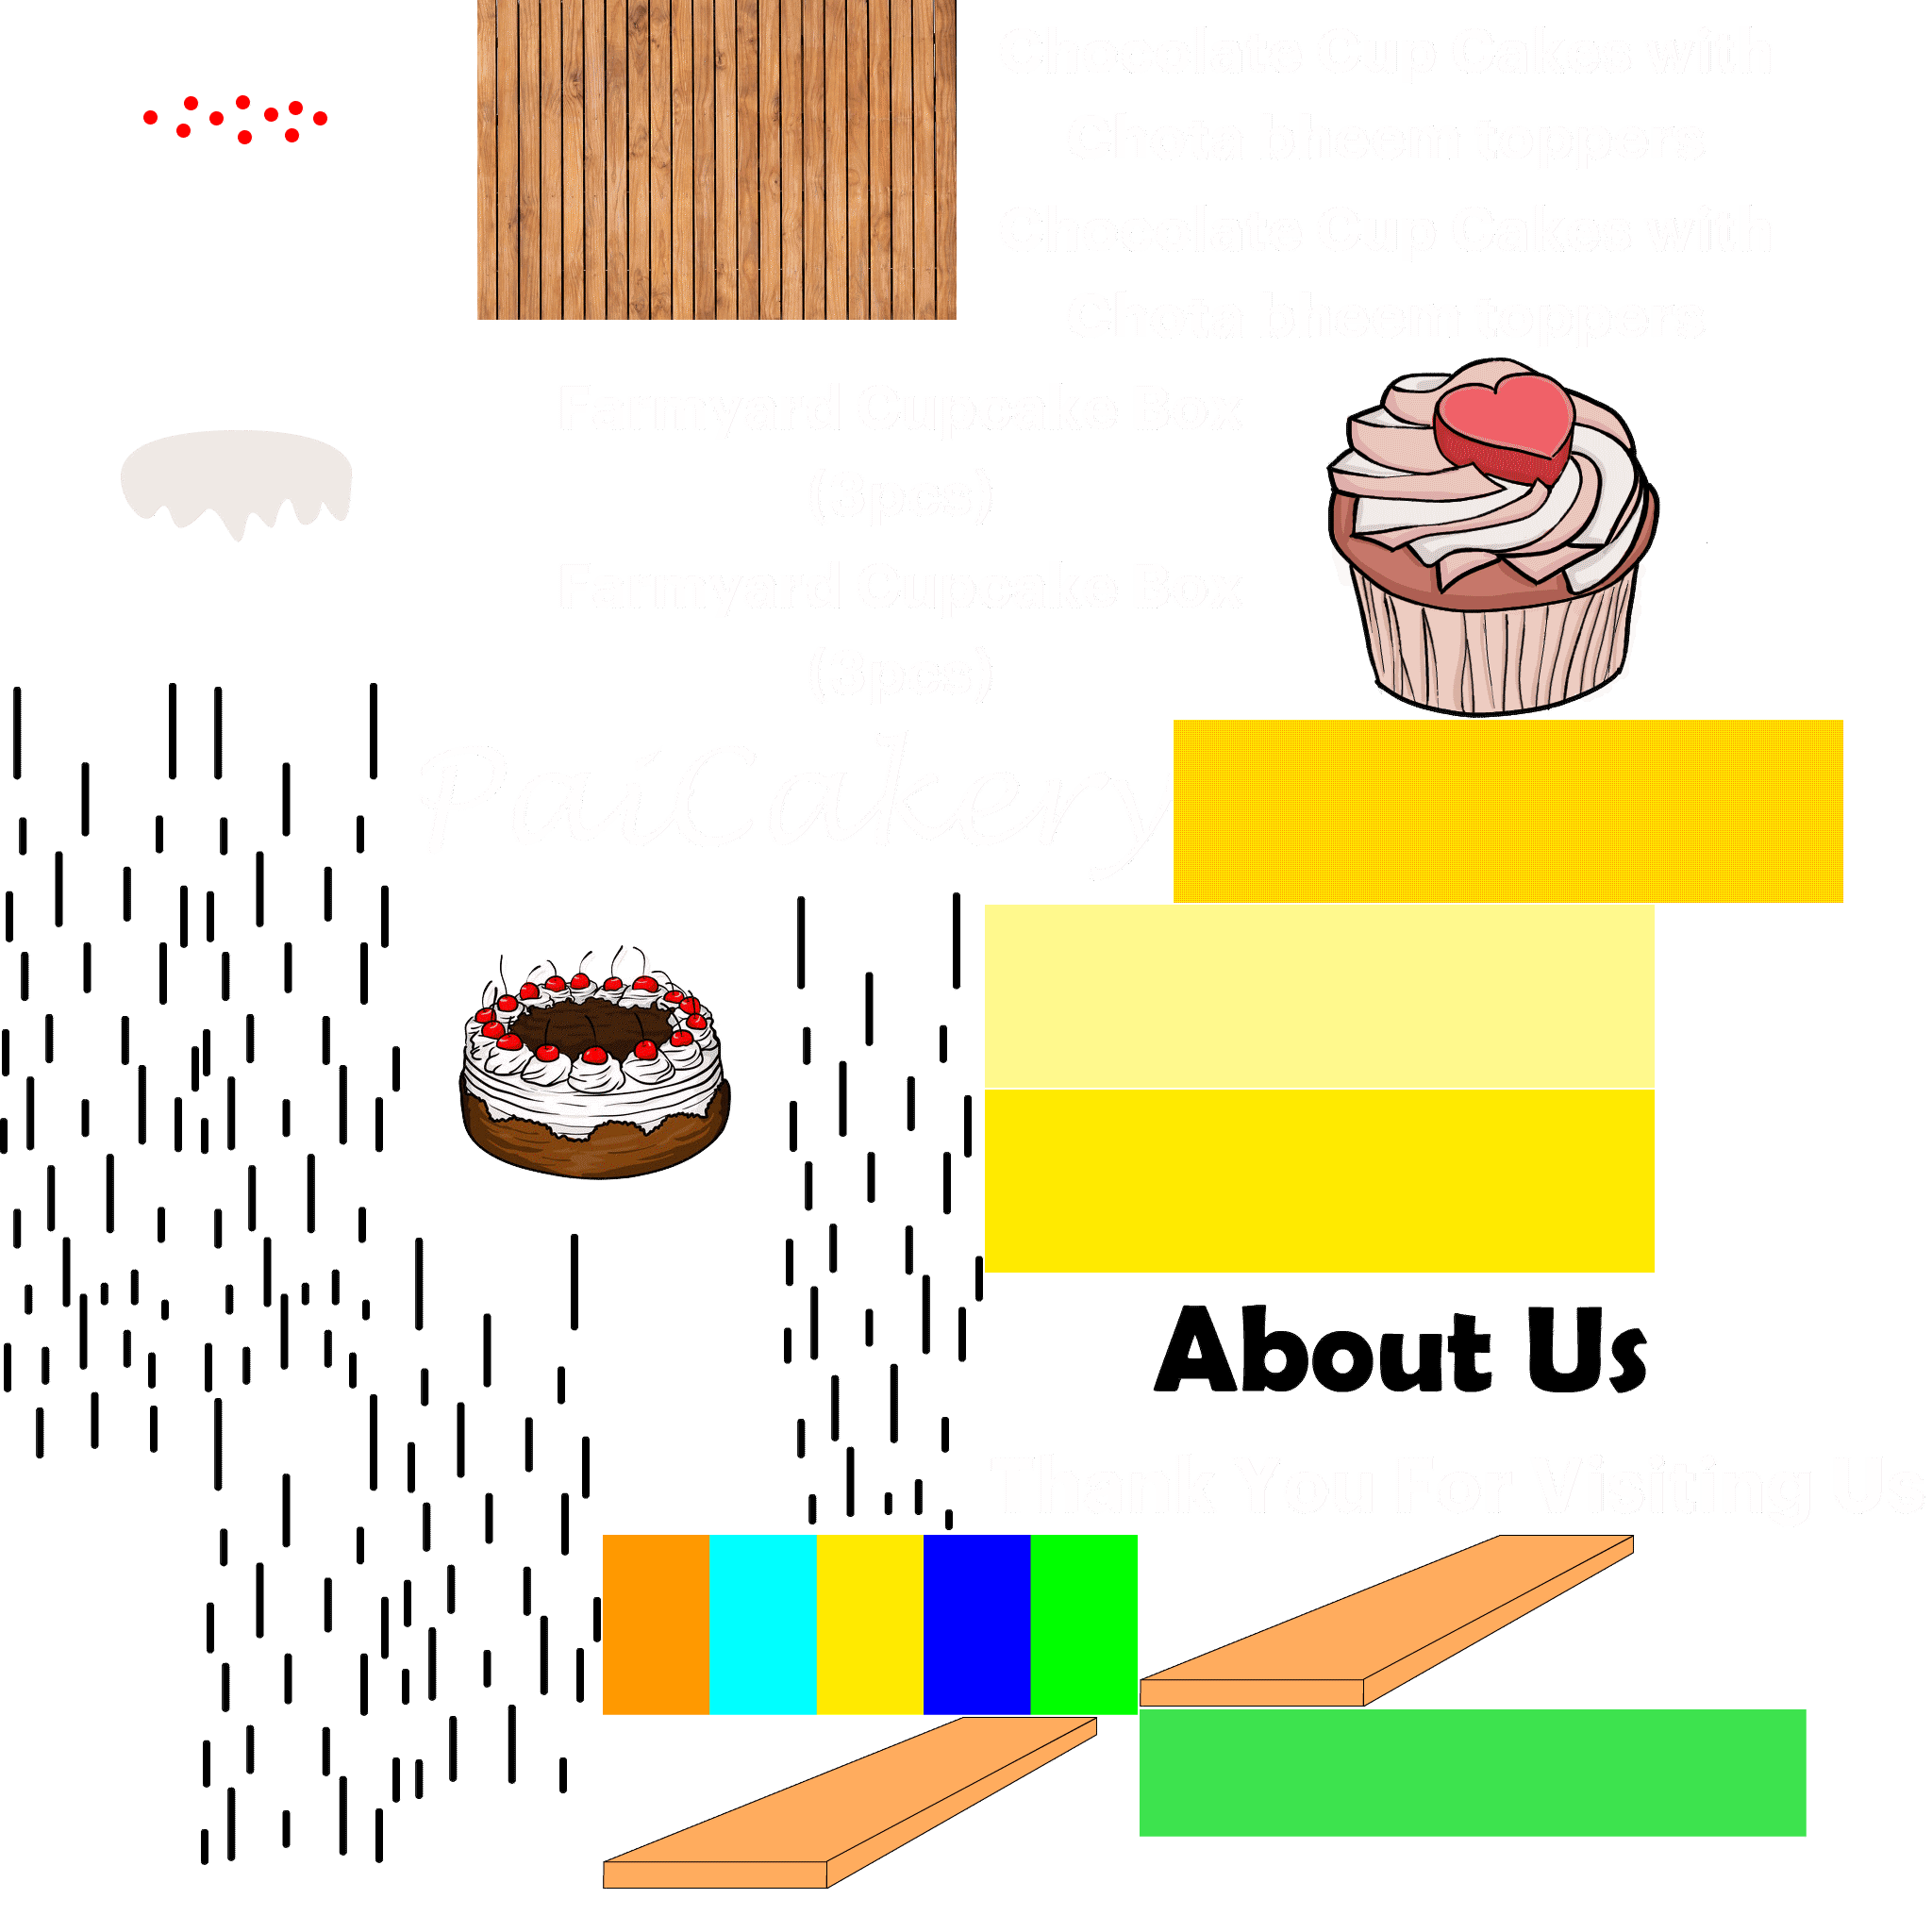 Chocolate Cup Cakes with
Chota bheem toppers
Chocolate Cup Cakes with
Chota bheem toppers
Farmyard Cupcake Box
(3pcs)
Farmyard Cupcake Box
(3pcs)
PaiCakery
About Us
Thank You For Visiting Us